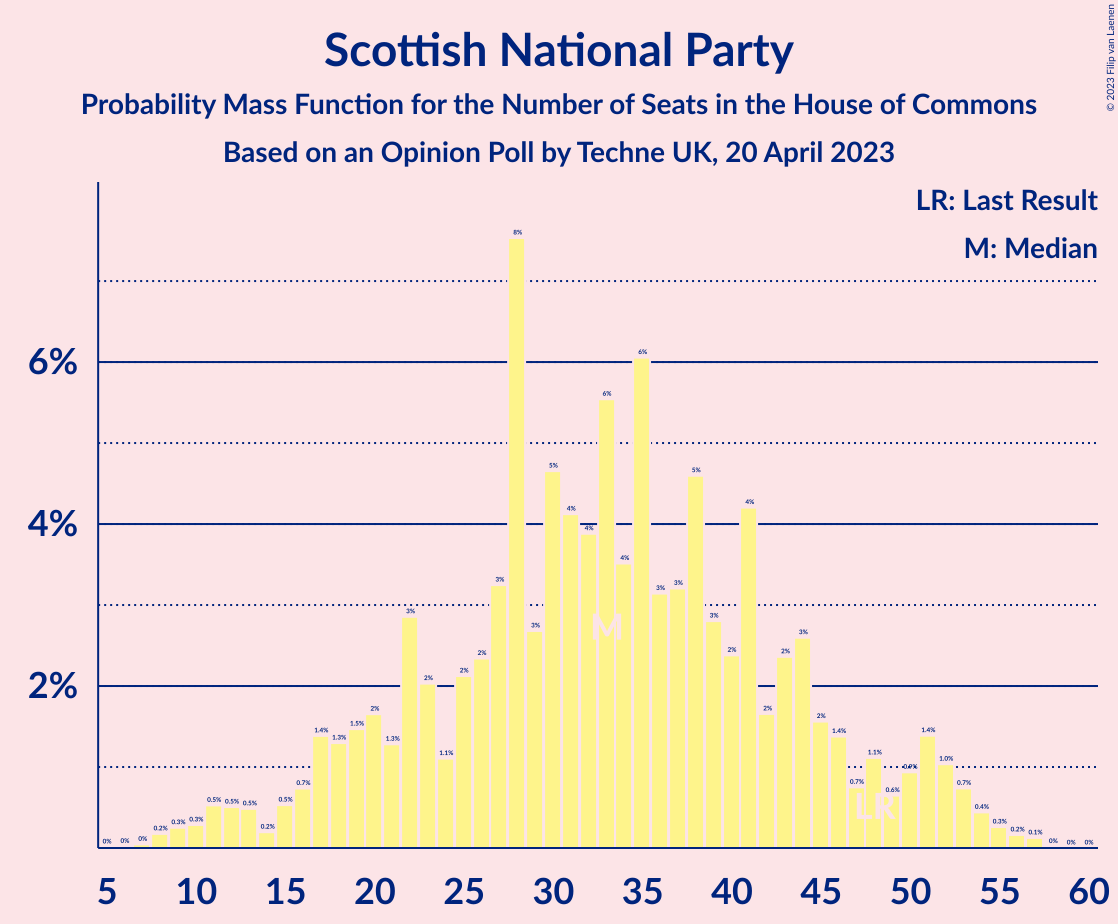 Scottish National Party
Probability Mass Function for the Number of Seats in the House of Commons
Based on an Opinion Poll by Techne UK, 20 April 2023
© 2023 Filip van Laenen
LR: Last Result
M: Median
6%
4%
2%
0% 0% 0% 0.2% 0.3% 0.3% 0.5% 0.5% 0.5% 0.2% 0.5% 0.7% 1.4% 1.3% 1.5% 2% 1.3% 3% 2% 1.1% 2% 2% 3% 8% 3% 5% 4% 4% 6% 4% 6% 3% 3% 5% 3% 2% 4% 2% 2% 3% 2% 1.4% 0.7% 1.1% 0.6% 0.9% 1.4% 1.0% 0.7% 0.4% 0.3% 0.2% 0.1% 0% 0% 0%
M
LR
5 10 15 20 25 30 35 40 45 50 55 60